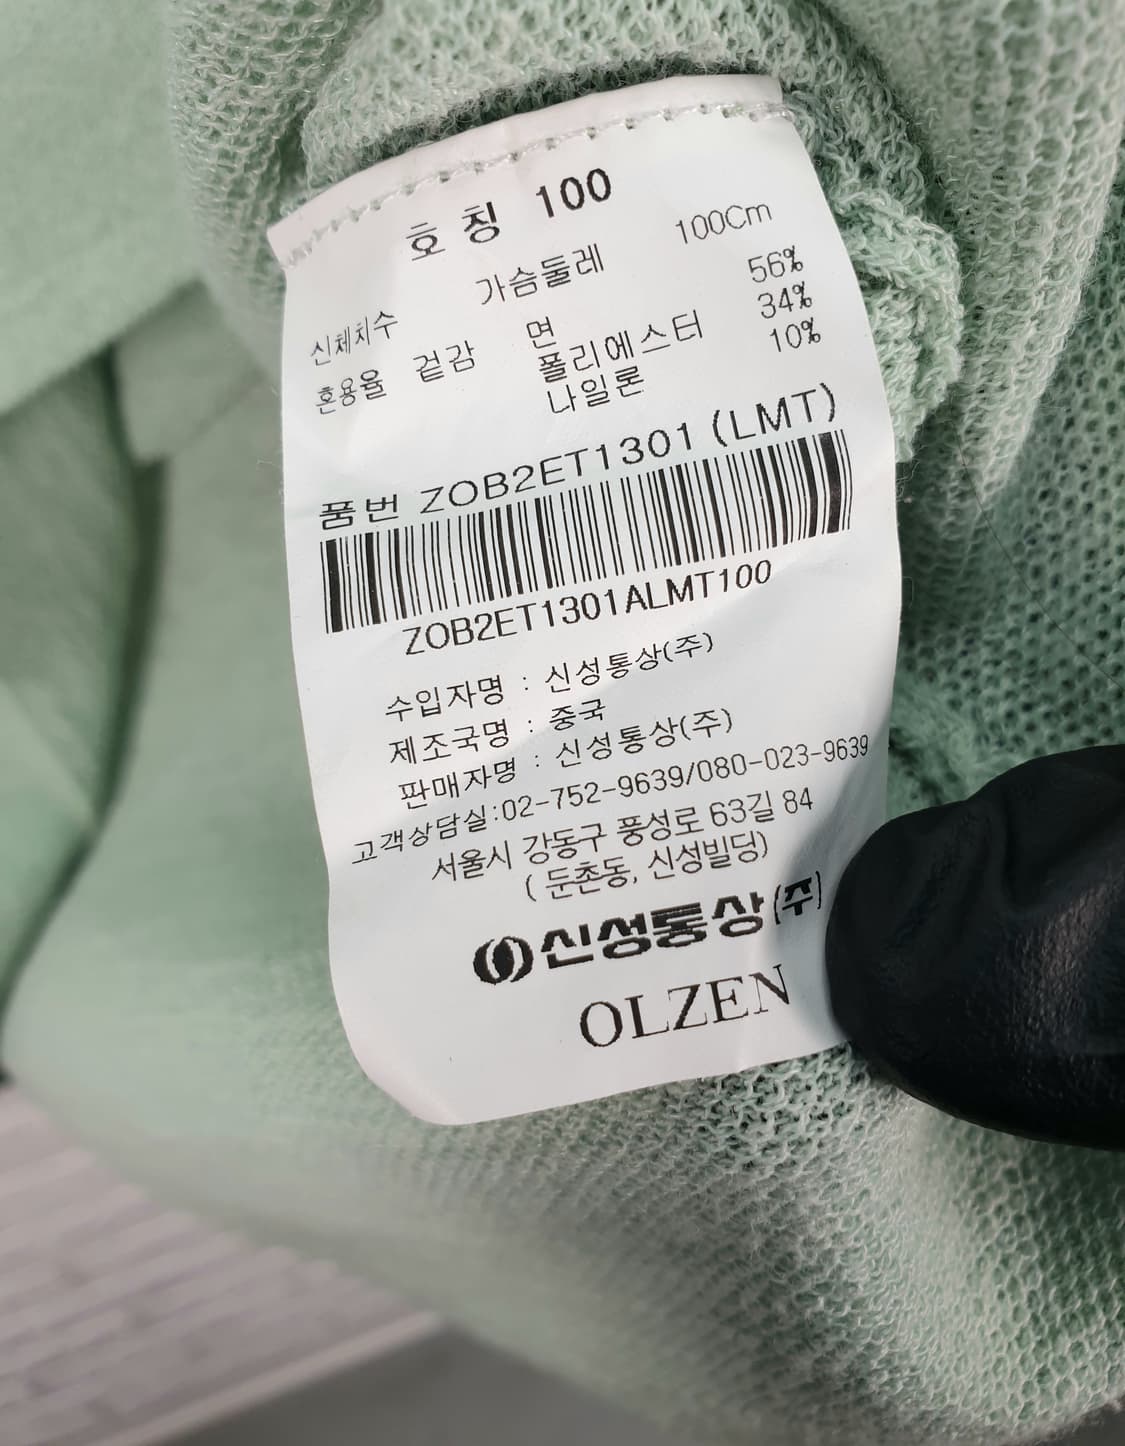 호칭 100
신체치수 가슴둘레 100Cm
혼용율 겉감 면 56%
폴리에스터 34%
나일론 10%
품번 ZOB2ET1301 (LMT)
ZOB2ET1301ALMT100
수입자명 : 신성통상(주)
제조국명 : 중국
판매자명 : 신성통상(주)
고객상담실:02-752-9639/080-023-9639
서울시 강동구 풍성로 63길 84
( 둔촌동, 신성빌딩)
신성통상(주)
OLZEN